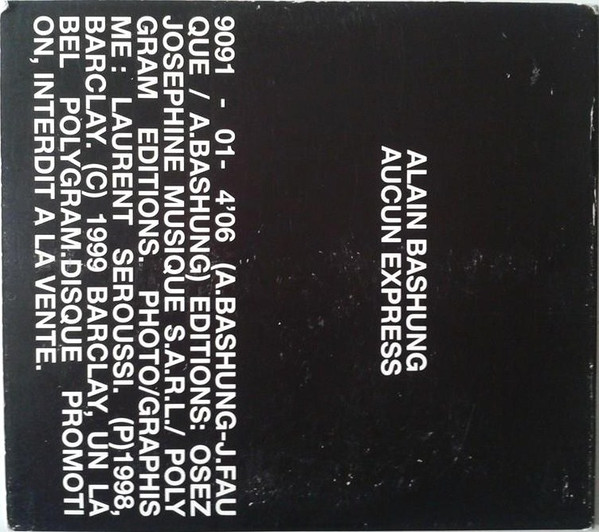 ALAIN BASHUNG
AUCUN EXPRESS
9091 - 01- 4'06 (A.BASHUNG-J.FAU
QUE / A.BASHUNG) EDITIONS: OSEZ
JOSEPHINE MUSIQUE S.A.R.L./ POLY
GRAM EDITIONS. PHOTO/GRAPHIS
ME : LAURENT SEROUSSI. (P)1998,
BARCLAY. (C) 1999 BARCLAY, UN LA
BEL POLYGRAM.DISQUE PROMOTI
ON, INTERDIT A LA VENTE.